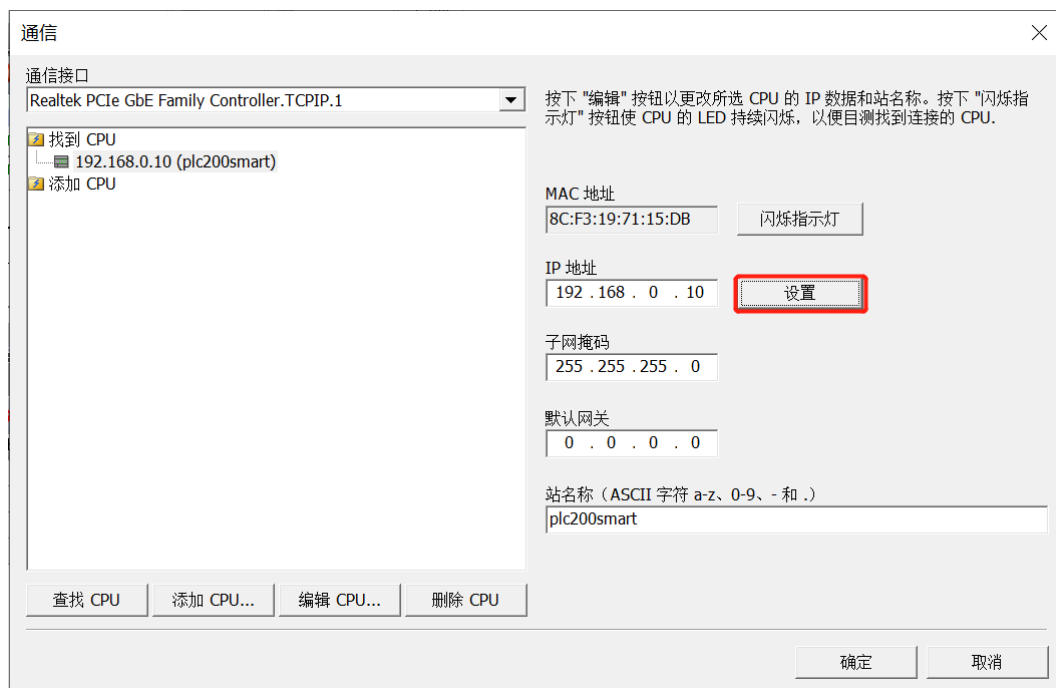 通信
通信接口
Realtek PCIe GbE Family Controller.TCPIP.1
找到 CPU
192.168.0.10 (plc200smart)
添加 CPU
查找 CPU
添加 CPU...
编辑 CPU...
删除 CPU
按下 "编辑" 按钮以更改所选 CPU 的 IP 数据和站名称。按下 "闪烁指
示灯" 按钮使 CPU 的 LED 持续闪烁，以便目测找到连接的 CPU.
MAC 地址
8C:F3:19:71:15:DB
闪烁指示灯
IP 地址
192 . 168 . 0 . 10
设置
子网掩码
255 . 255 . 255 . 0
默认网关
0 . 0 . 0 . 0
站名称（ASCII 字符 a-z、0-9、- 和 .）
plc200smart
确定
取消